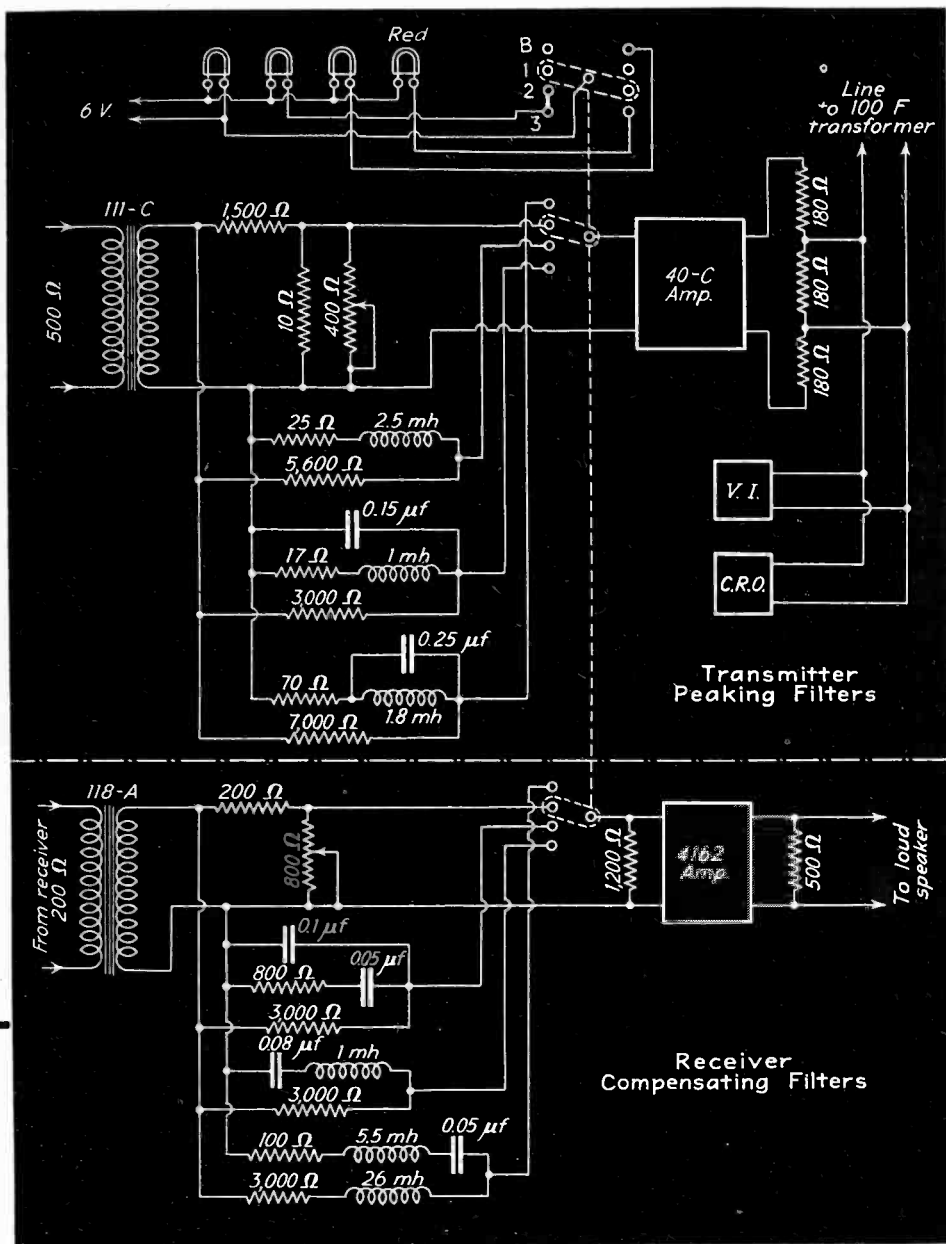 Red
B
1
2
3
6 V.
Line
to 100 F
transformer
111-C
500 Ω
1,500 Ω
10 Ω
400 Ω
40-C
Amp.
180 Ω
180 Ω
180 Ω
25 Ω
2.5 mh
5,600 Ω
0.15 µf
17 Ω
1 mh
3,000 Ω
0.25 µf
70 Ω
1.8 mh
7,000 Ω
V. I.
C.R.O.
Transmitter
Peaking Filters
118-A
From receiver
200 Ω
200 Ω
800 Ω
1,200 Ω
4162
Amp.
500 Ω
To loud
speaker
0.1 µf
800 Ω
0.05 µf
3,000 Ω
0.08 µf
1 mh
3,000 Ω
100 Ω
5.5 mh
0.05 µf
3,000 Ω
26 mh
Receiver
Compensating Filters